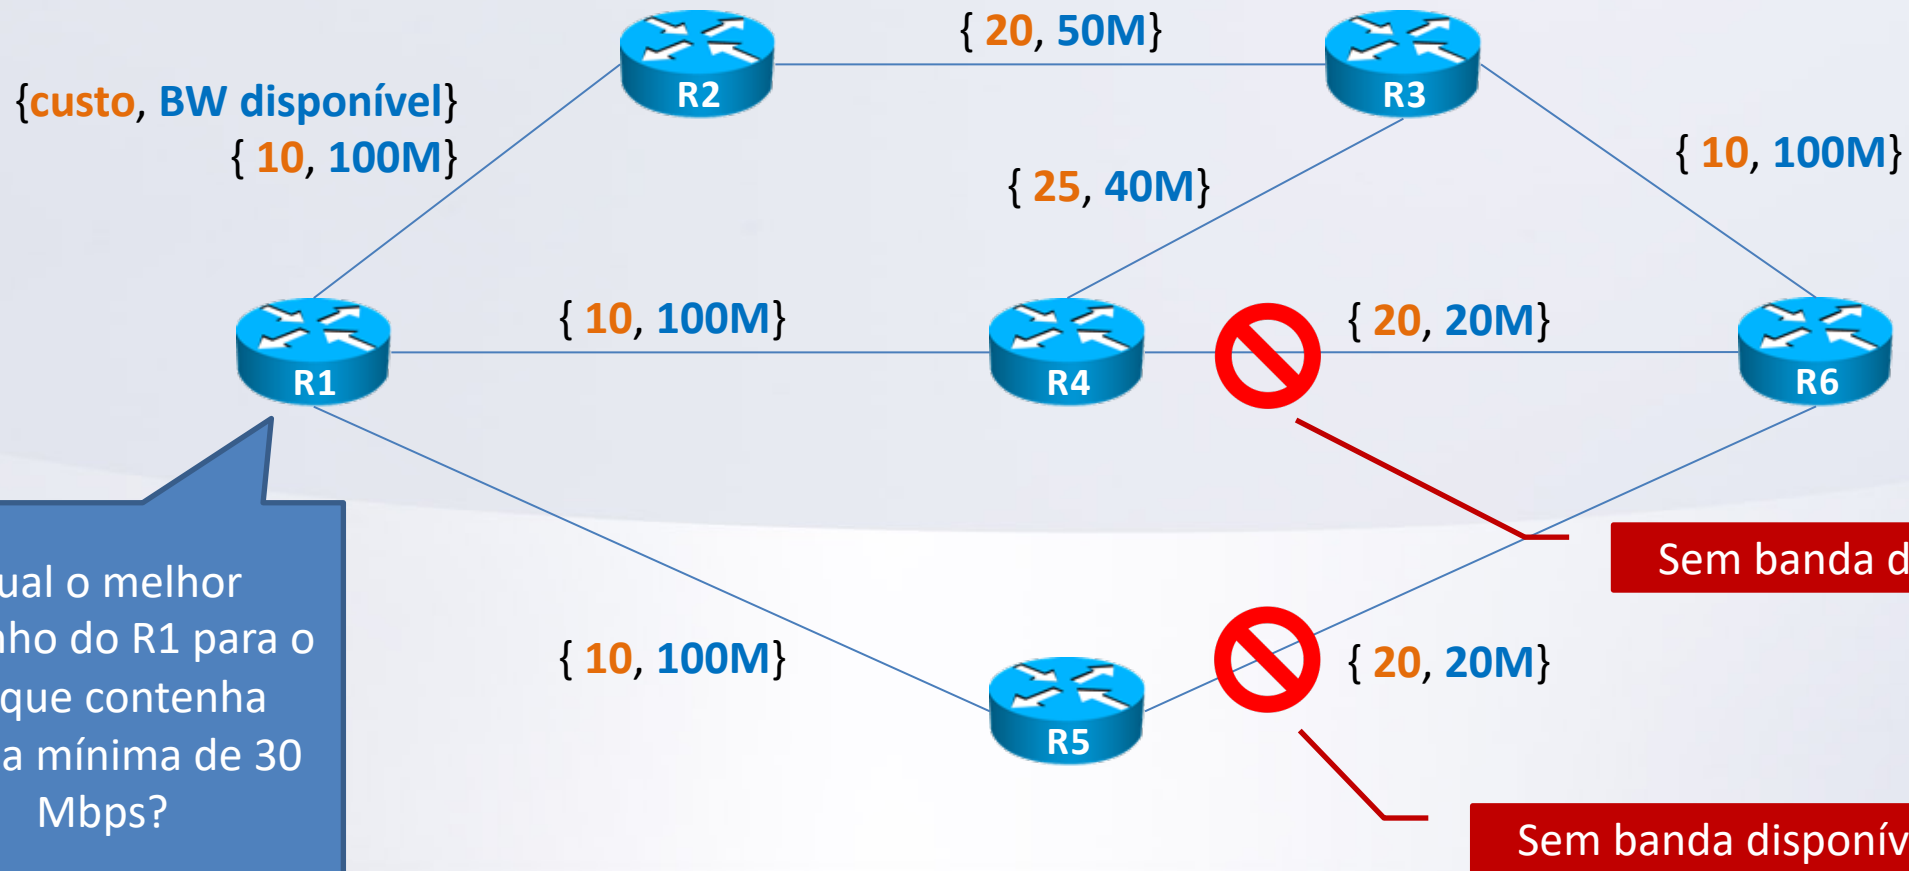 { 20, 50M}
R2
R3
{custo, BW disponível}
{ 10, 100M}
{ 10, 100M}
{ 25, 40M}
{ 10, 100M}
{ 20, 20M}
R1
R4
R6
ual o melhor
nho do R1 para o
que contenha
a mínima de 30
Mbps?
Sem banda d
{ 10, 100M}
{ 20, 20M}
R5
Sem banda disponív